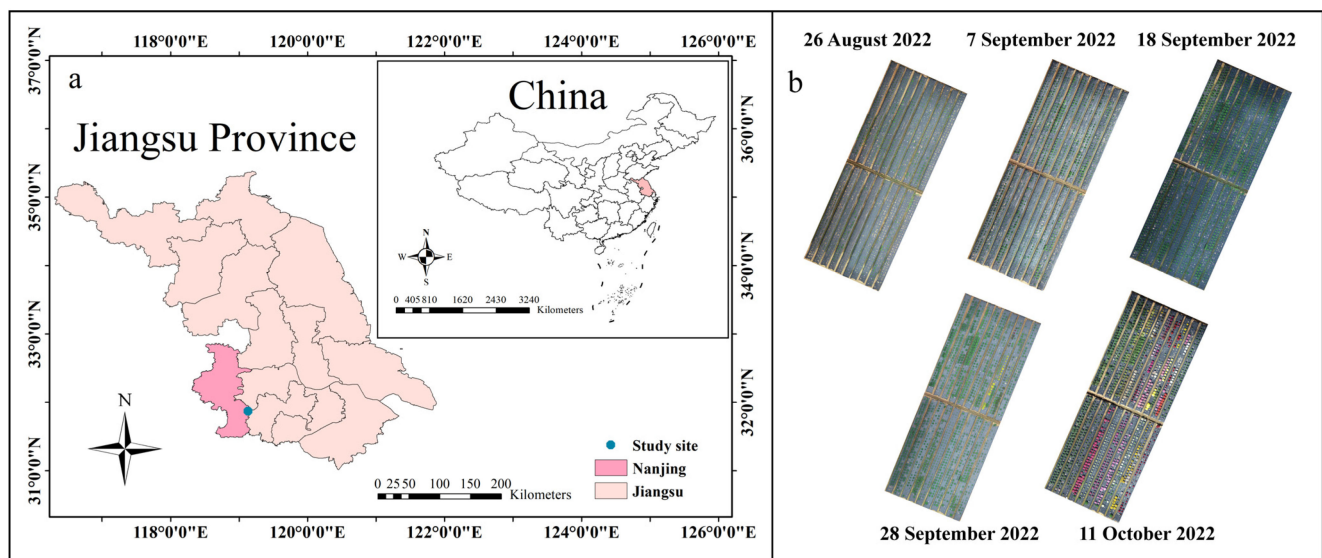 118°0'0"E 120°0'0"E 122°0'0"E 124°0'0"E 126°0'0"E
a
Jiangsu Province
China
N
W E
S
0 405 810 1620 2430 3240
Kilometers
37°0'0"N
35°0'0"N
33°0'0"N
31°0'0"N
36°0'0"N
34°0'0"N
32°0'0"N
N
Study site
Nanjing
Jiangsu
0 25 50 100 150 200
Kilometers
118°0'0"E 120°0'0"E 122°0'0"E 124°0'0"E 126°0'0"E
26 August 2022 7 September 2022 18 September 2022
b
28 September 2022 11 October 2022